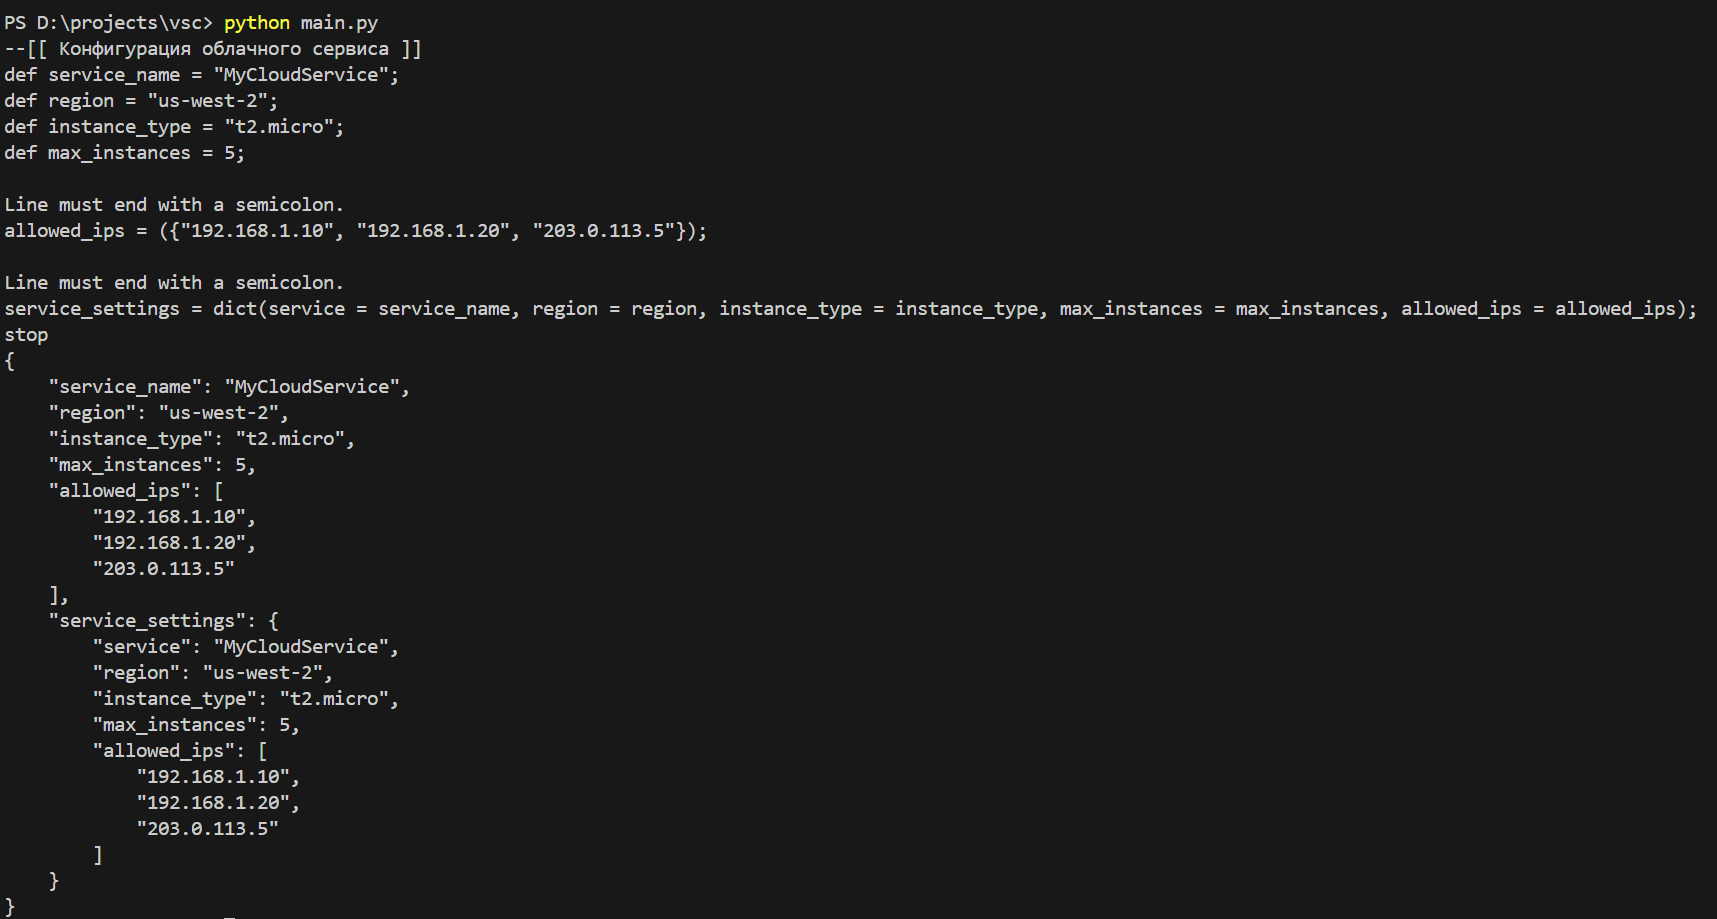 PS D:\projects\vsc> python main.py
--[[ Конфигурация облачного сервиса ]]
def service_name = "MyCloudService";
def region = "us-west-2";
def instance_type = "t2.micro";
def max_instances = 5;

Line must end with a semicolon.
allowed_ips = ({"192.168.1.10", "192.168.1.20", "203.0.113.5"});

Line must end with a semicolon.
service_settings = dict(service = service_name, region = region, instance_type = instance_type, max_instances = max_instances, allowed_ips = allowed_ips);
stop
{
    "service_name": "MyCloudService",
    "region": "us-west-2",
    "instance_type": "t2.micro",
    "max_instances": 5,
    "allowed_ips": [
        "192.168.1.10",
        "192.168.1.20",
        "203.0.113.5"
    ],
    "service_settings": {
        "service": "MyCloudService",
        "region": "us-west-2",
        "instance_type": "t2.micro",
        "max_instances": 5,
        "allowed_ips": [
            "192.168.1.10",
            "192.168.1.20",
            "203.0.113.5"
        ]
    }
}